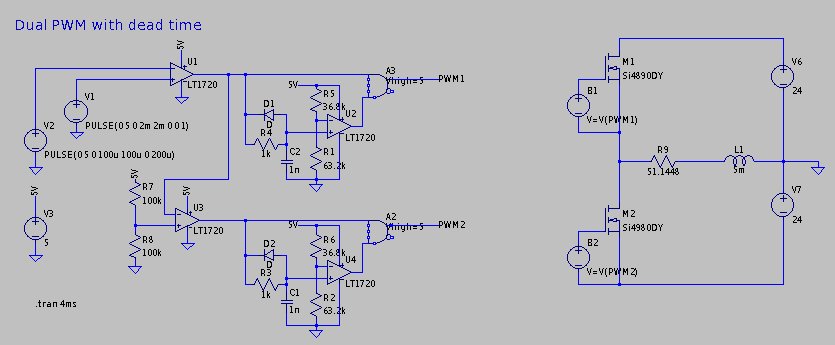 Dual PWM with dead time
5V
U1
LT1720
V1
PULSE(0 5 0 2m 2m 0 0 1)
V2
PULSE(0 5 0 100u 100u 0 200u)
5V
V3
5
.tran 4ms
5V
R7
100k
R8
100k
5V
U3
LT1720
D1
D
R4
1k
C2
1n
5V
R5
36.8k
R1
63.2k
U2
LT1720
A3
Vhigh=5
PWM1
D2
D
R3
1k
C1
1n
5V
R6
36.8k
R2
63.2k
U4
LT1720
A2
Vhigh=5
PWM2
M1
Si4890DY
B1
V=V(PWM1)
V6
24
R9
51.1448
L1
5m
M2
Si4980DY
B2
V=V(PWM2)
V7
24